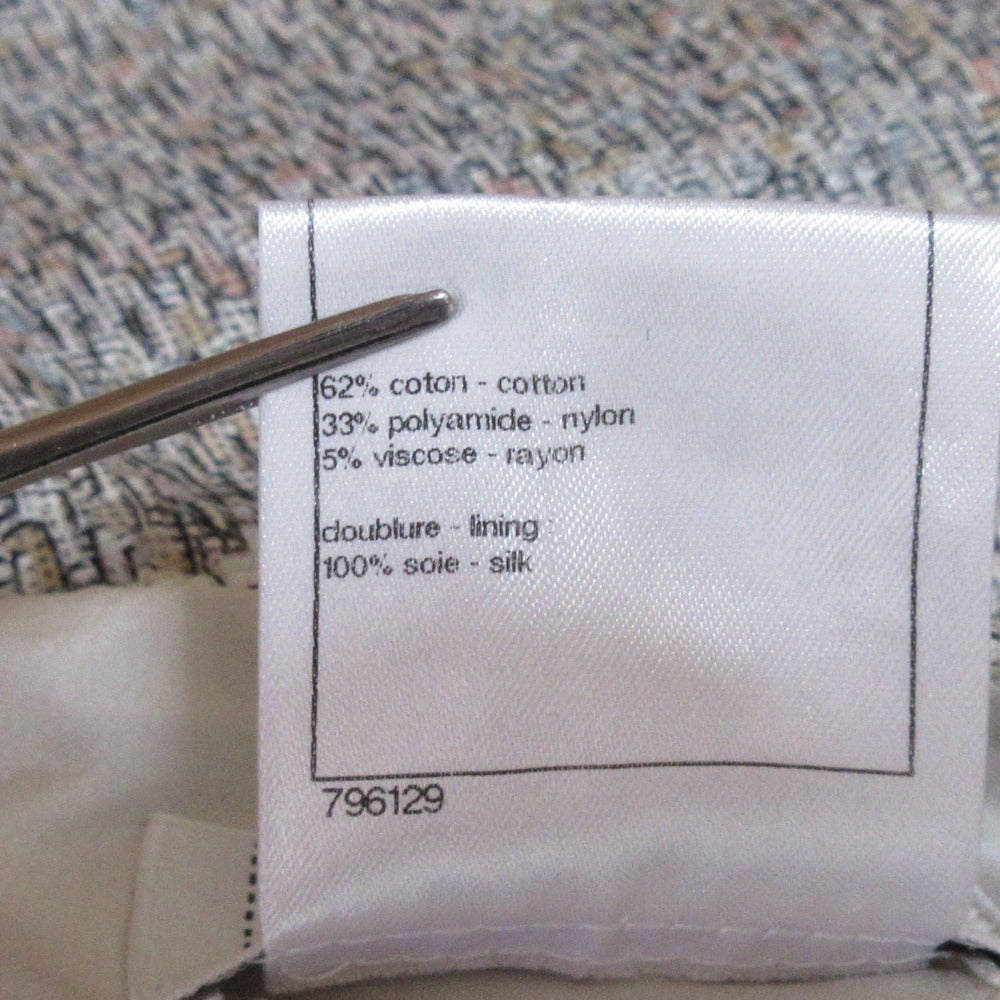 62% coton - cotton
33% polyamide - nylon
5% viscose - rayon
doublure - lining :
100% soie - silk
796129